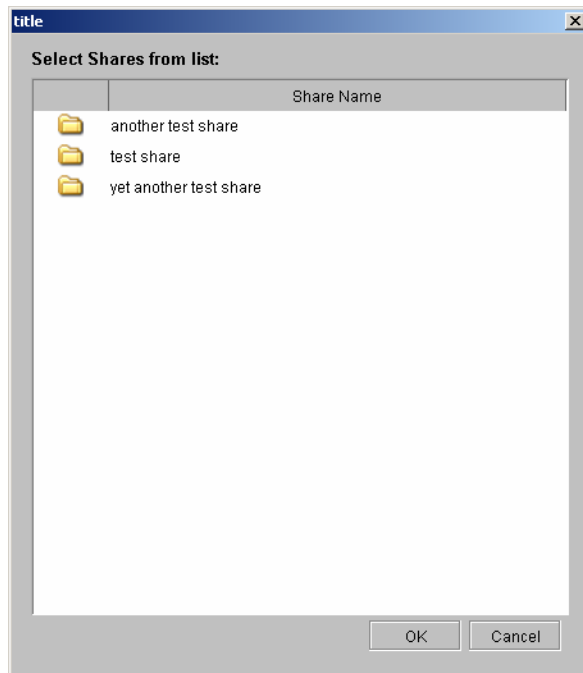 title
Select Shares from list:
Share Name
another test share
test share
yet another test share
OK Cancel